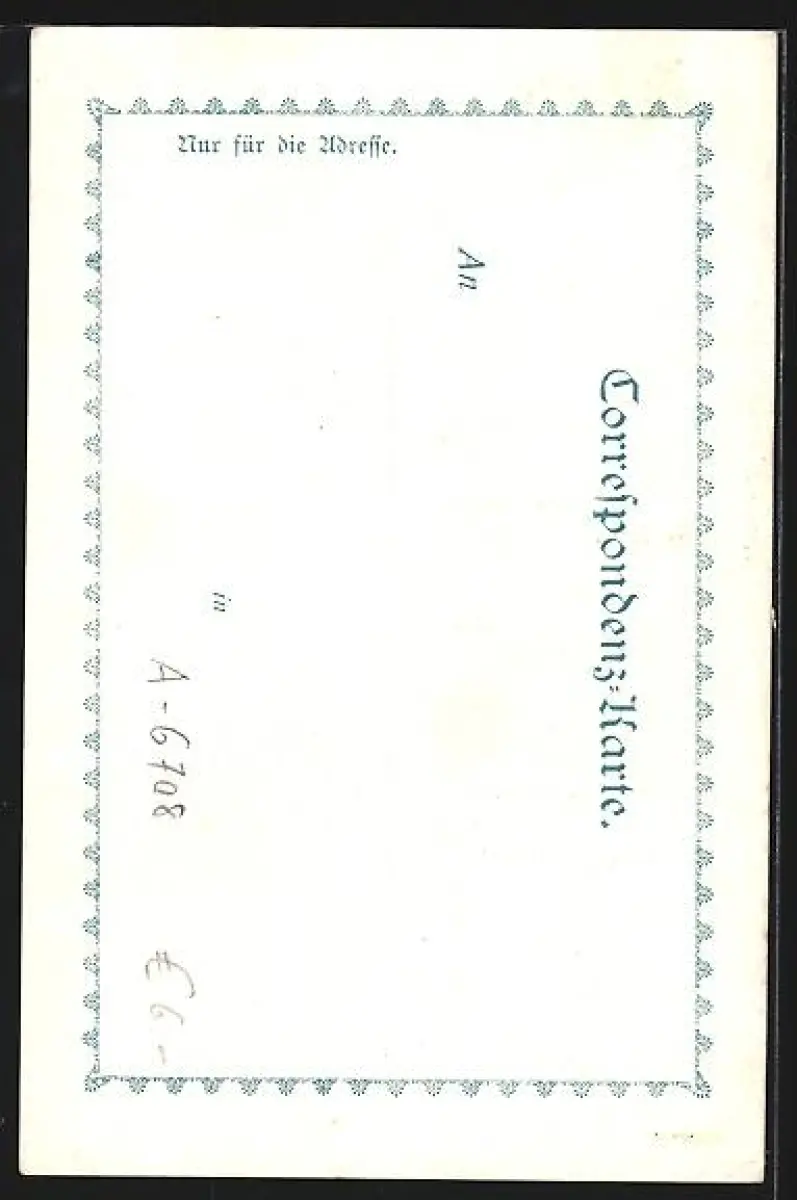 Correspondenz=Karte.
An
in
Nur für die Adresse.
A-6708
€ 6 -